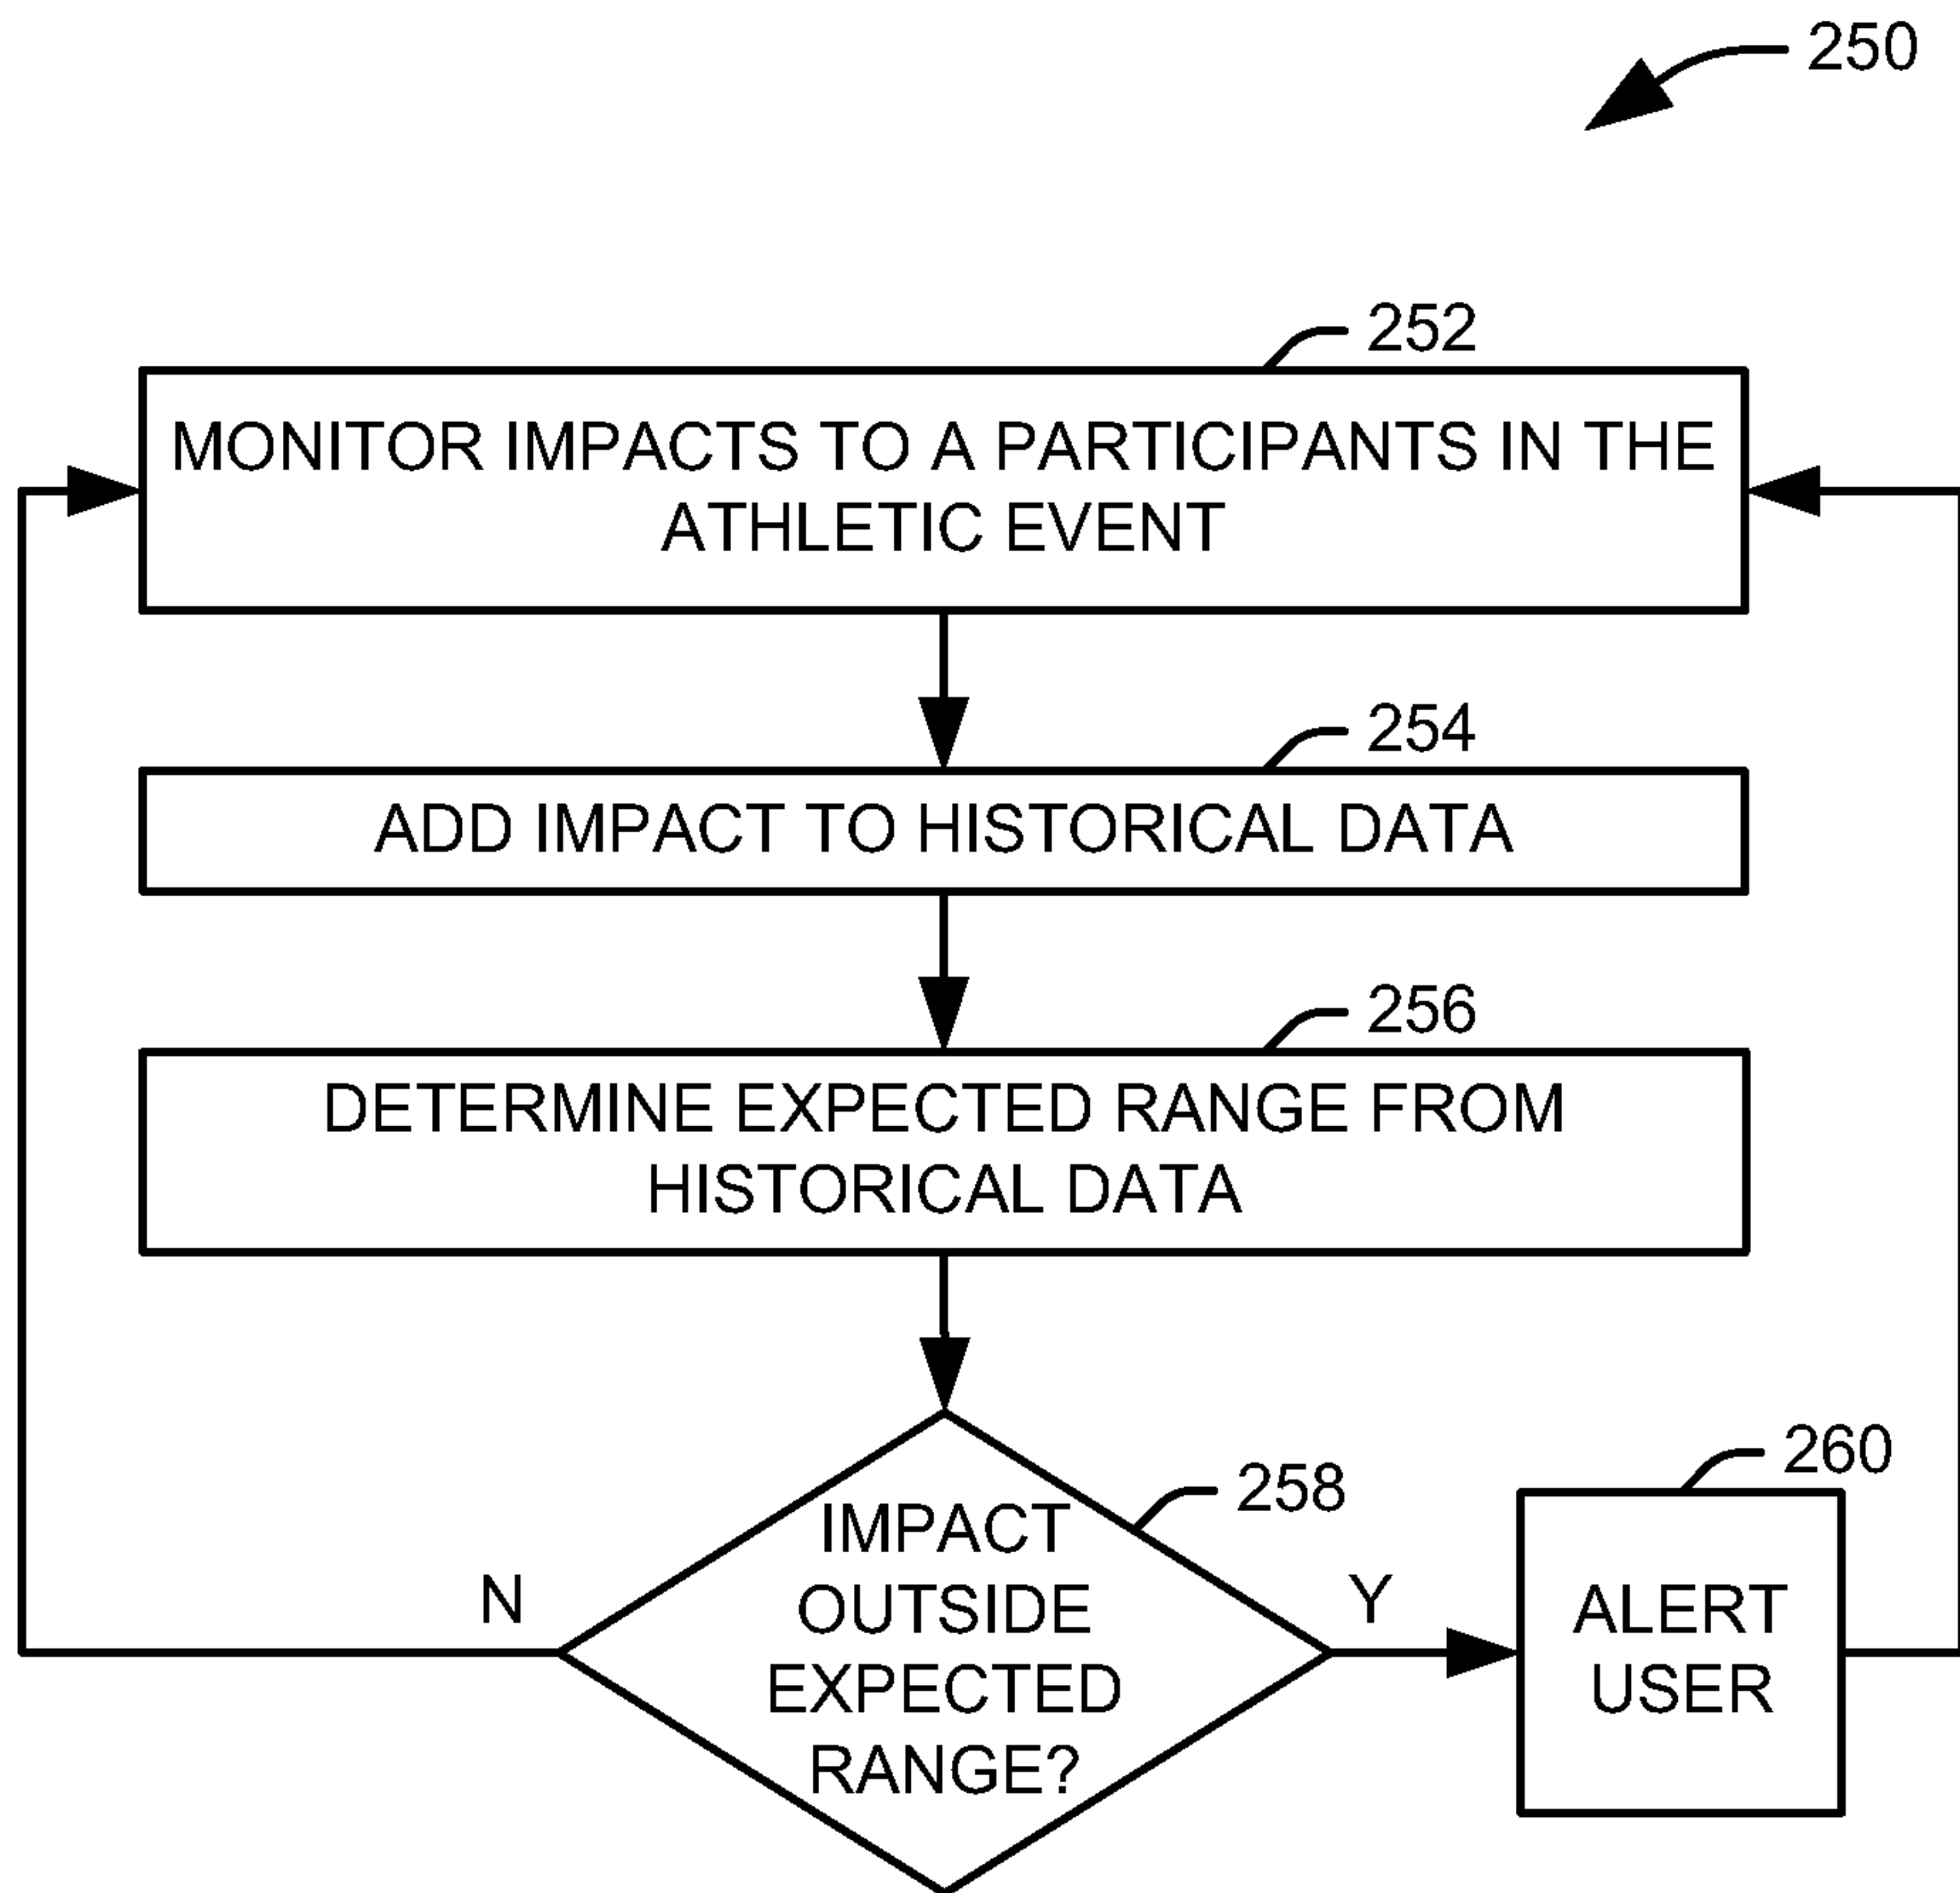 250
252
MONITOR IMPACTS TO A PARTICIPANTS IN THE
ATHLETIC EVENT
254
ADD IMPACT TO HISTORICAL DATA
256
DETERMINE EXPECTED RANGE FROM
HISTORICAL DATA
258
IMPACT
OUTSIDE
EXPECTED
RANGE?
N
Y
260
ALERT
USER